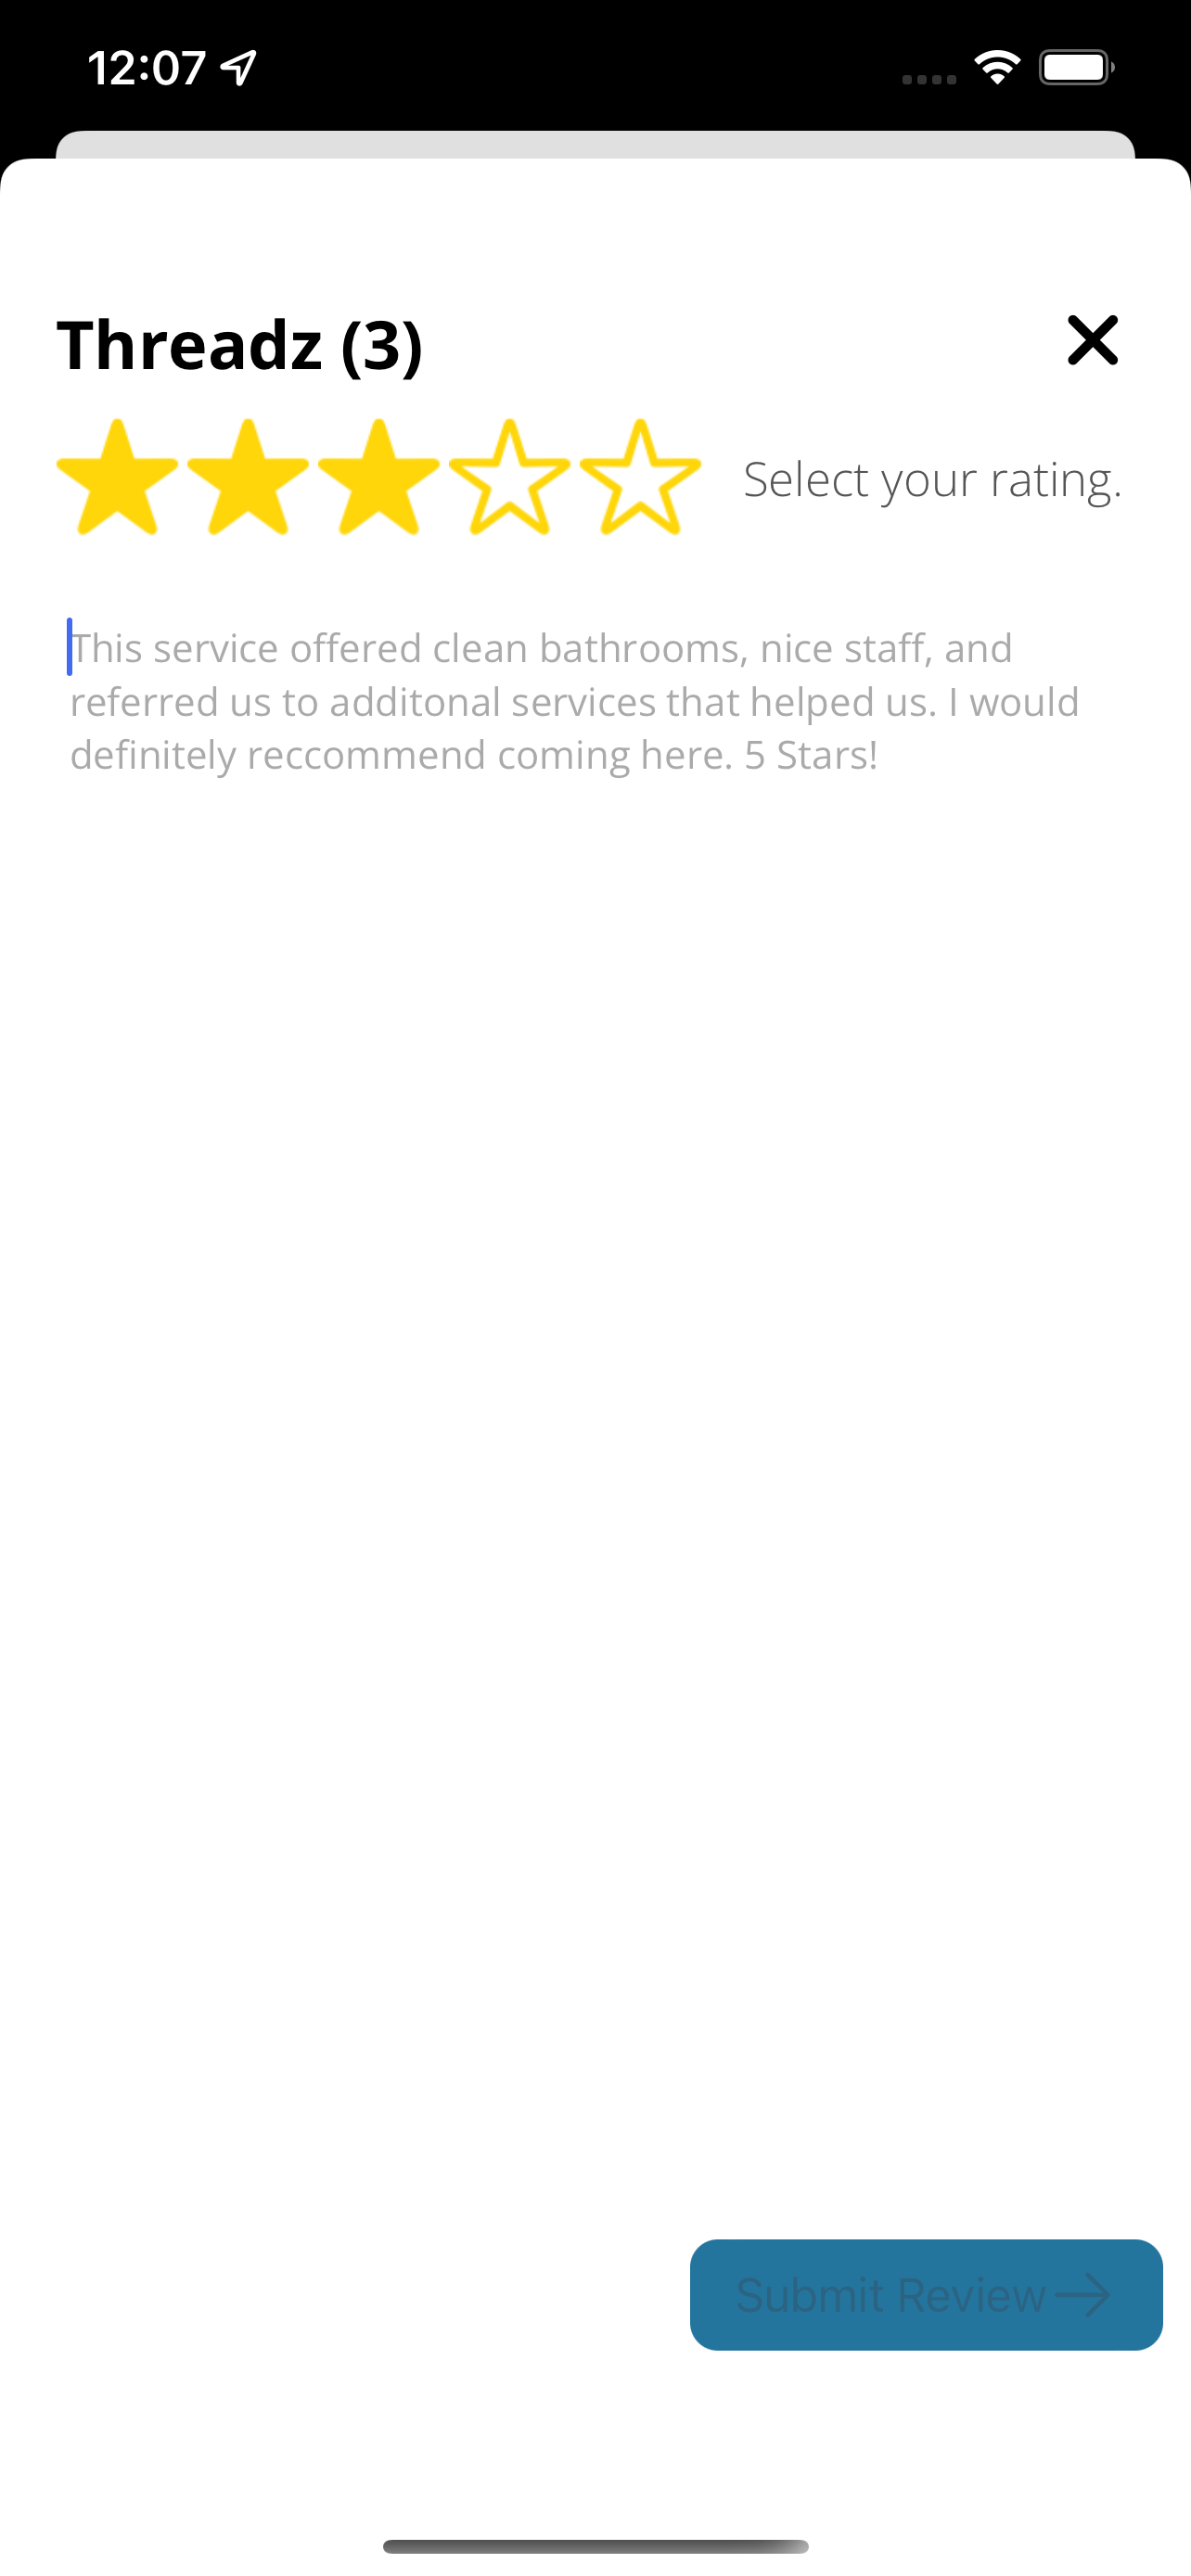 12:07
Threadz (3)
Select your rating.
This service offered clean bathrooms, nice staff, and
referred us to additonal services that helped us. I would
definitely reccommend coming here. 5 Stars!
Submit Review